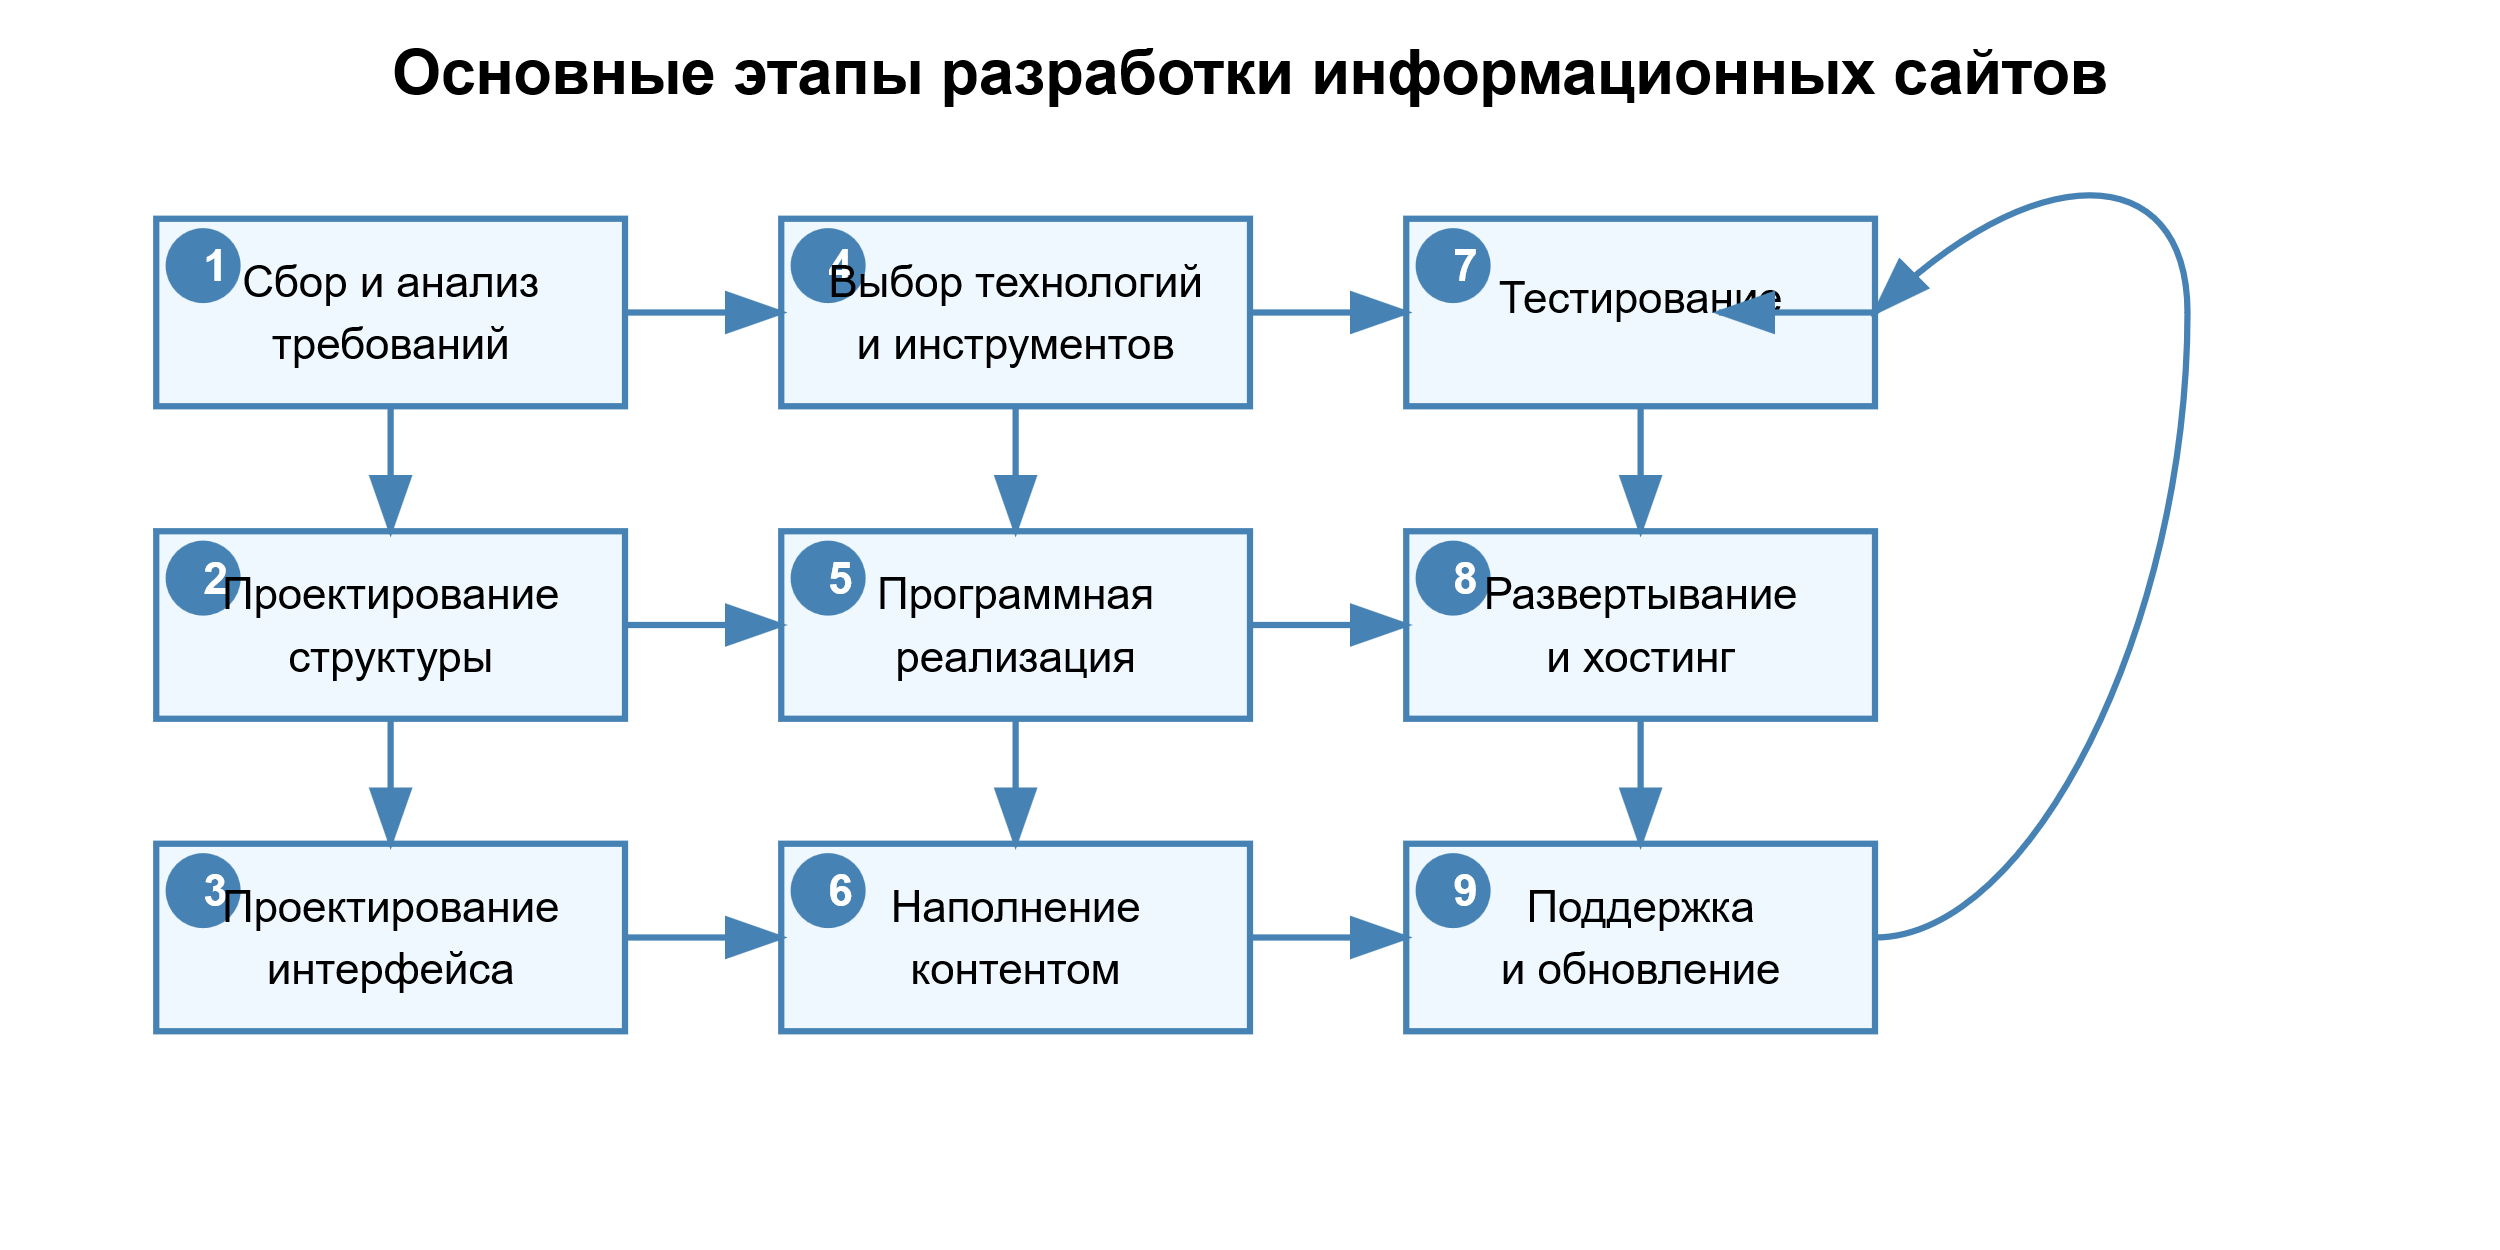 Основные этапы разработки информационных сайтов
1
Сбор и анализ
требований
4
Выбор технологий
и инструментов
7
Тестирование
2
Проектирование
структуры
5
Программная
реализация
8
Развертывание
и хостинг
3
Проектирование
интерфейса
6
Наполнение
контентом
9
Поддержка
и обновление